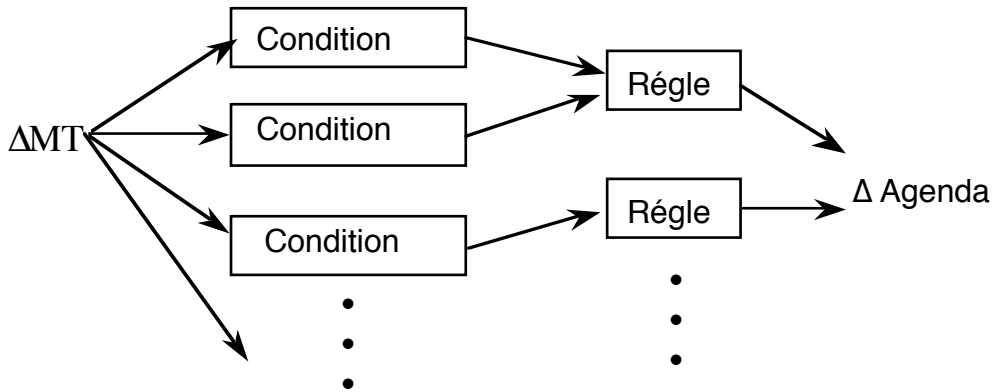 Condition
Régle
Condition
ΔMT
Δ Agenda
Régle
Condition